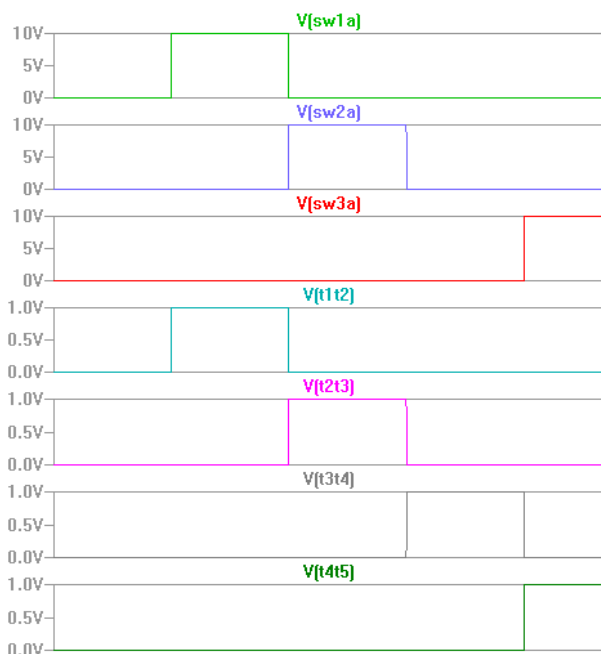 V(sw1a)
10V
5V
0V
V(sw2a)
10V
5V
0V
V(sw3a)
10V
5V
0V
V(t1t2)
1.0V
0.5V
0.0V
V(t2t3)
1.0V
0.5V
0.0V
V(t3t4)
1.0V
0.5V
0.0V
V(t4t5)
1.0V
0.5V
0.0V